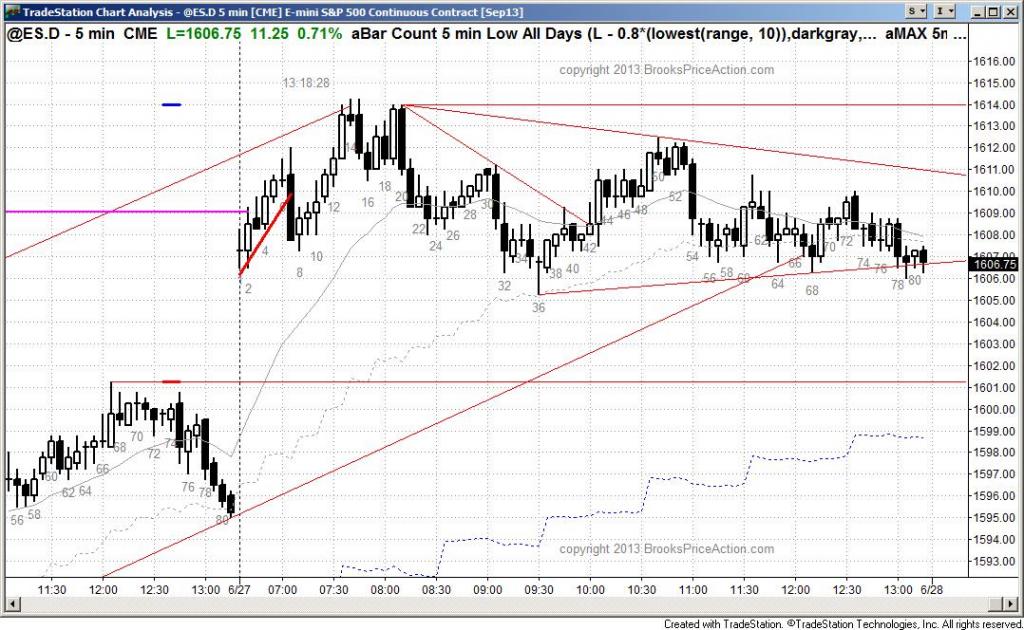 TradeStation Chart Analysis - @ES.D 5 min [CME] E-mini S&P 500 Continuous Contract [Sep13]
S
I
@ES.D - 5 min CME L=1606.75 11.25 0.71% aBar Count 5 min Low All Days (L - 0.8*(lowest(range, 10)),darkgray,... aMAX 5n ...
copyright 2013 BrooksPriceAction.com
13:18:28
1616.00
1615.00
1614.00
1613.00
1612.00
1611.00
1610.00
1609.00
1608.00
1606.75
1606.00
1605.00
1604.00
1603.00
1602.00
1601.00
1600.00
1599.00
1598.00
1597.00
1596.00
1595.00
1594.00
1593.00
56 58 60 62 64 66 68 70 72 74 76 78 80
2 4 8 10 12 14 16 18 20 22 24 26 28 30 32 34 36 38 40 42 44 46 48 50 52 54 56 58 60 62 64 66 68 70 72 74 76 78 80
copyright 2013 BrooksPriceAction.com
11:30 12:00 12:30 13:00 6/27 07:00 07:30 08:00 08:30 09:00 09:30 10:00 10:30 11:00 11:30 12:00 12:30 13:00 6/28
Created with TradeStation. ©TradeStation Technologies, Inc. All rights reserved.